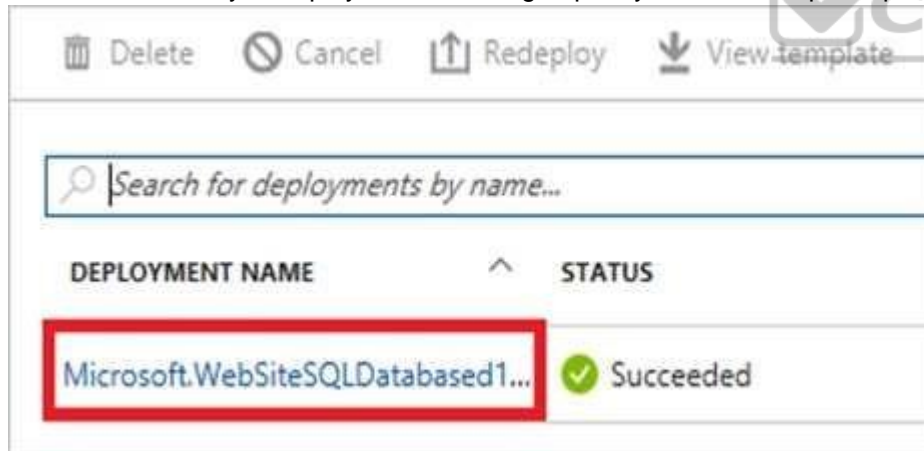 Delete Cancel Redeploy View template
Search for deployments by name...
DEPLOYMENT NAME STATUS
Microsoft.WebSiteSQLDatabased1... Succeeded